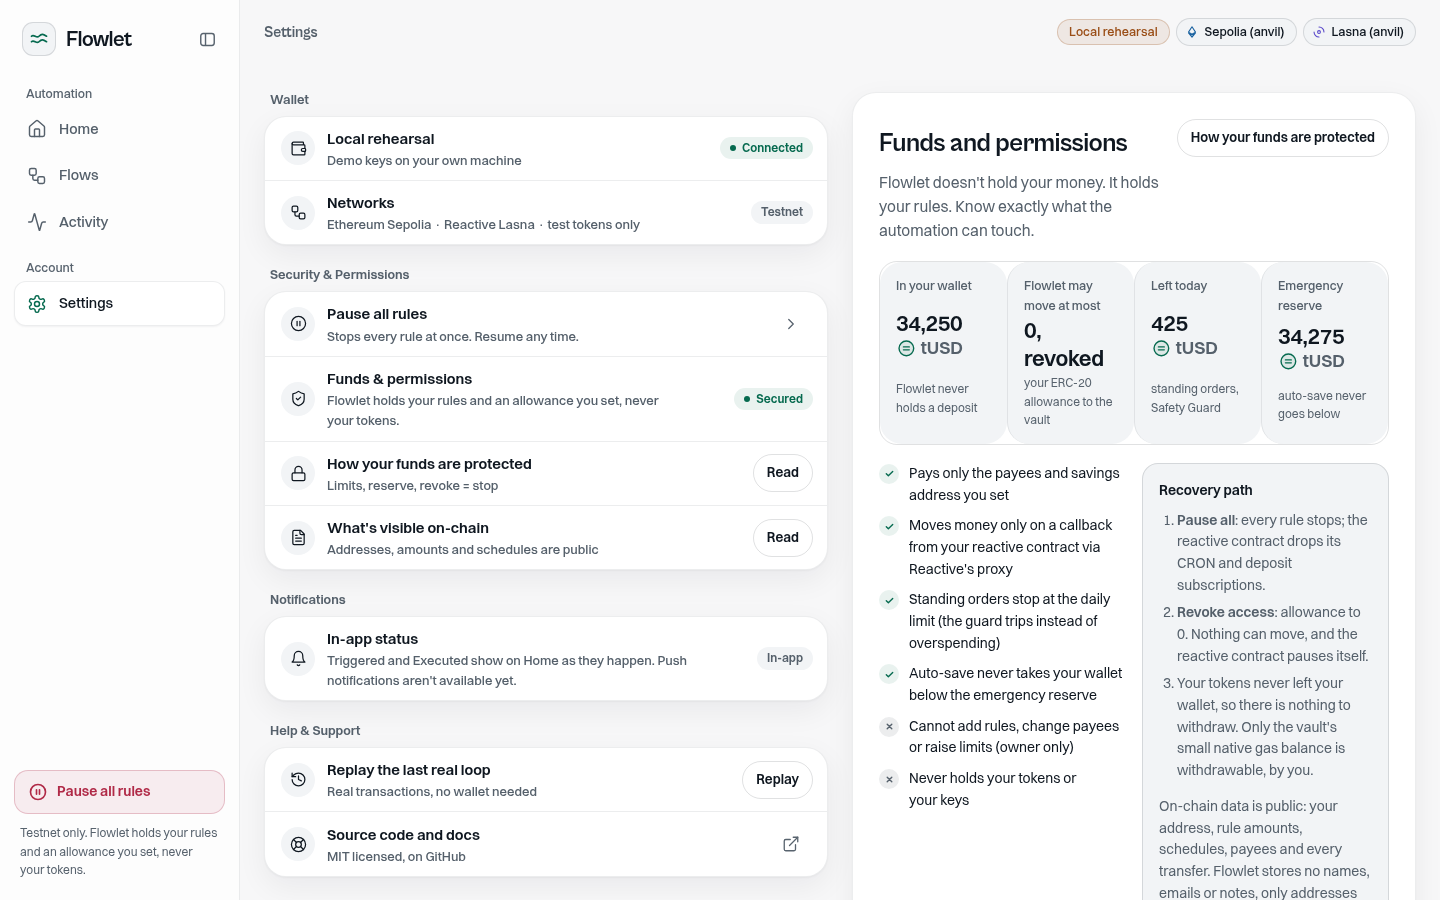 Flowlet
Automation
Home
Flows
Activity
Account
Settings
Pause all rules
Testnet only. Flowlet holds your rules
and an allowance you set, never
your tokens.
Settings
Local rehearsal
Sepolia (anvil)
Lasna (anvil)
Wallet
Local rehearsal
Demo keys on your own machine
Connected
Networks
Ethereum Sepolia · Reactive Lasna · test tokens only
Testnet
Security & Permissions
Pause all rules
Stops every rule at once. Resume any time.
Funds & permissions
Flowlet holds your rules and an allowance you set, never
your tokens.
Secured
How your funds are protected
Limits, reserve, revoke = stop
Read
What's visible on-chain
Addresses, amounts and schedules are public
Read
Notifications
In-app status
Triggered and Executed show on Home as they happen. Push
notifications aren't available yet.
In-app
Help & Support
Replay the last real loop
Real transactions, no wallet needed
Replay
Source code and docs
MIT licensed, on GitHub
Funds and permissions
How your funds are protected
Flowlet doesn't hold your money. It holds
your rules. Know exactly what the
automation can touch.
In your wallet
34,250
tUSD
Flowlet never
holds a deposit
Flowlet may
move at most
0,
revoked
your ERC-20
allowance to the
vault
Left today
425
tUSD
standing orders,
Safety Guard
Emergency
reserve
34,275
tUSD
auto-save never
goes below
Pays only the payees and savings
address you set
Moves money only on a callback
from your reactive contract via
Reactive's proxy
Standing orders stop at the daily
limit (the guard trips instead of
overspending)
Auto-save never takes your wallet
below the emergency reserve
Cannot add rules, change payees
or raise limits (owner only)
Never holds your tokens or
your keys
Recovery path
1. Pause all: every rule stops; the
reactive contract drops its
CRON and deposit
subscriptions.
2. Revoke access: allowance to
0. Nothing can move, and the
reactive contract pauses itself.
3. Your tokens never left your
wallet, so there is nothing to
withdraw. Only the vault's
small native gas balance is
withdrawable, by you.
On-chain data is public: your
address, rule amounts,
schedules, payees and every
transfer. Flowlet stores no names,
emails or notes, only addresses